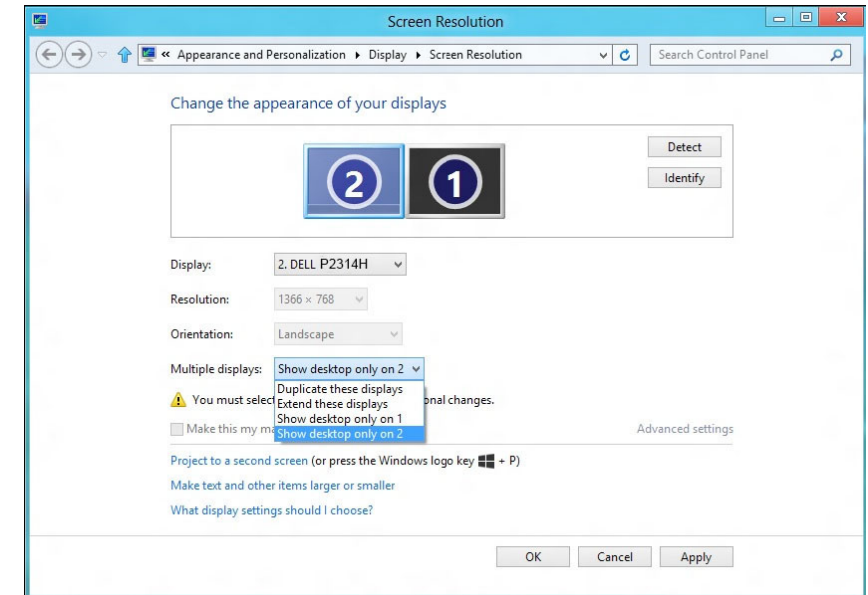 Screen Resolution
« Appearance and Personalization Display Screen Resolution Search Control Panel
Change the appearance of your displays
2 1
Detect
Identify
Display: 2. DELL P2314H
Resolution: 1366 × 768
Orientation: Landscape
Multiple displays: Show desktop only on 2
Duplicate these displays
You must selec onal changes.
Extend these displays
Show desktop only on 1
Make this my m Show desktop only on 2 Advanced settings
Project to a second screen (or press the Windows logo key + P)
Make text and other items larger or smaller
What display settings should I choose?
OK Cancel Apply